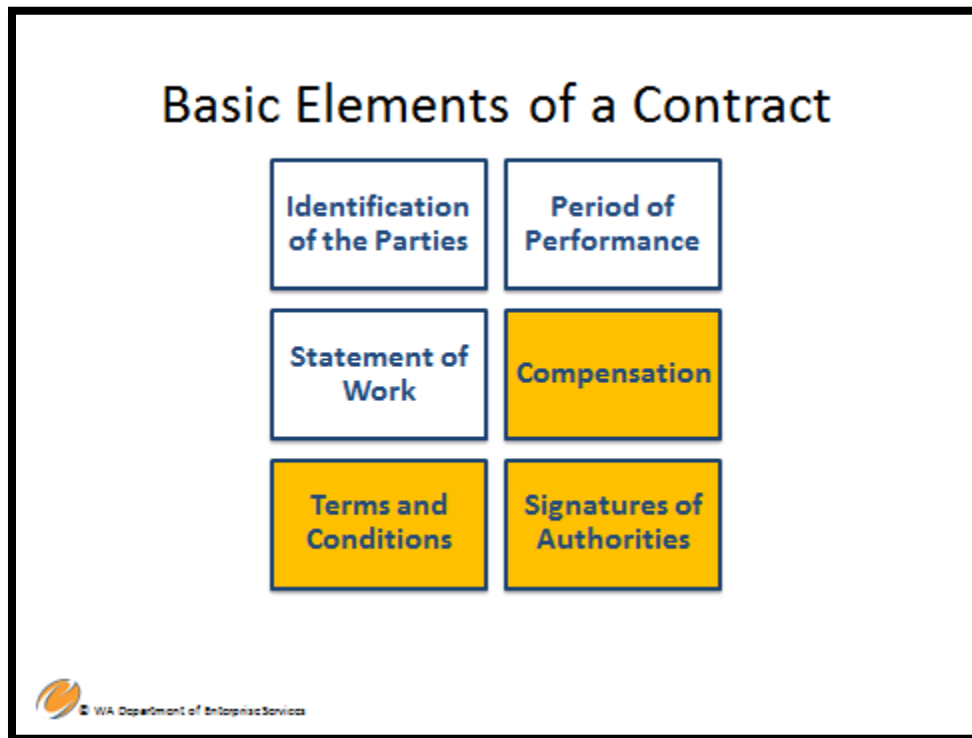 Basic Elements of a Contract
Identification
of the Parties
Period of
Performance
Statement of
Work
Compensation
Terms and
Conditions
Signatures of
Authorities
© WA Department of Enterprise Services